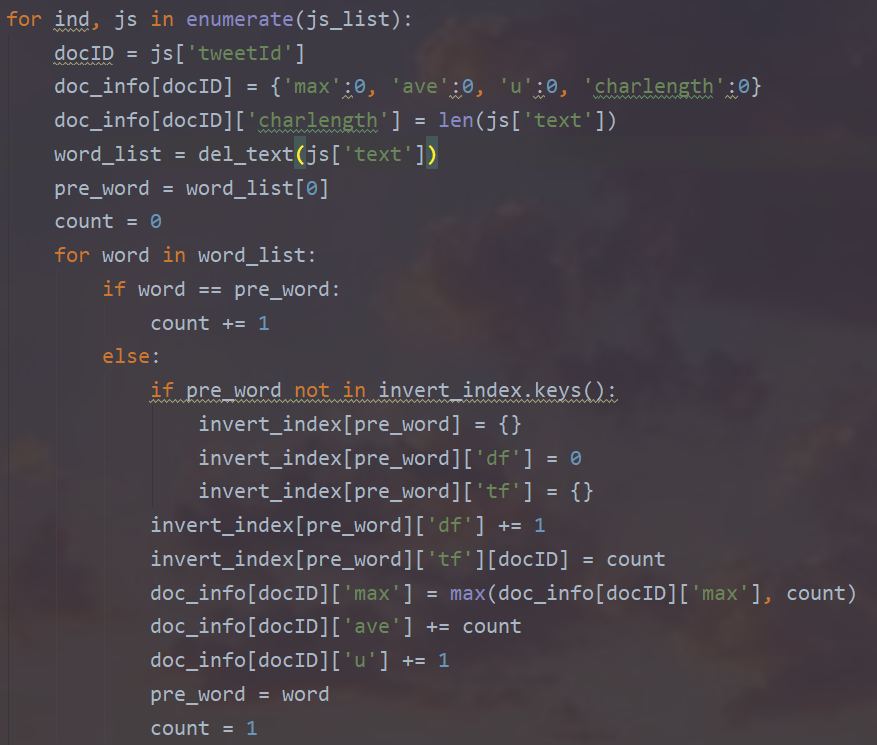 for ind, js in enumerate(js_list):
    docID = js['tweetId']
    doc_info[docID] = {'max':0, 'ave':0, 'u':0, 'charlength':0}
    doc_info[docID]['charlength'] = len(js['text'])
    word_list = del_text(js['text'])
    pre_word = word_list[0]
    count = 0
    for word in word_list:
        if word == pre_word:
            count += 1
        else:
            if pre_word not in invert_index.keys():
                invert_index[pre_word] = {}
                invert_index[pre_word]['df'] = 0
                invert_index[pre_word]['tf'] = {}
            invert_index[pre_word]['df'] += 1
            invert_index[pre_word]['tf'][docID] = count
            doc_info[docID]['max'] = max(doc_info[docID]['max'], count)
            doc_info[docID]['ave'] += count
            doc_info[docID]['u'] += 1
            pre_word = word
            count = 1